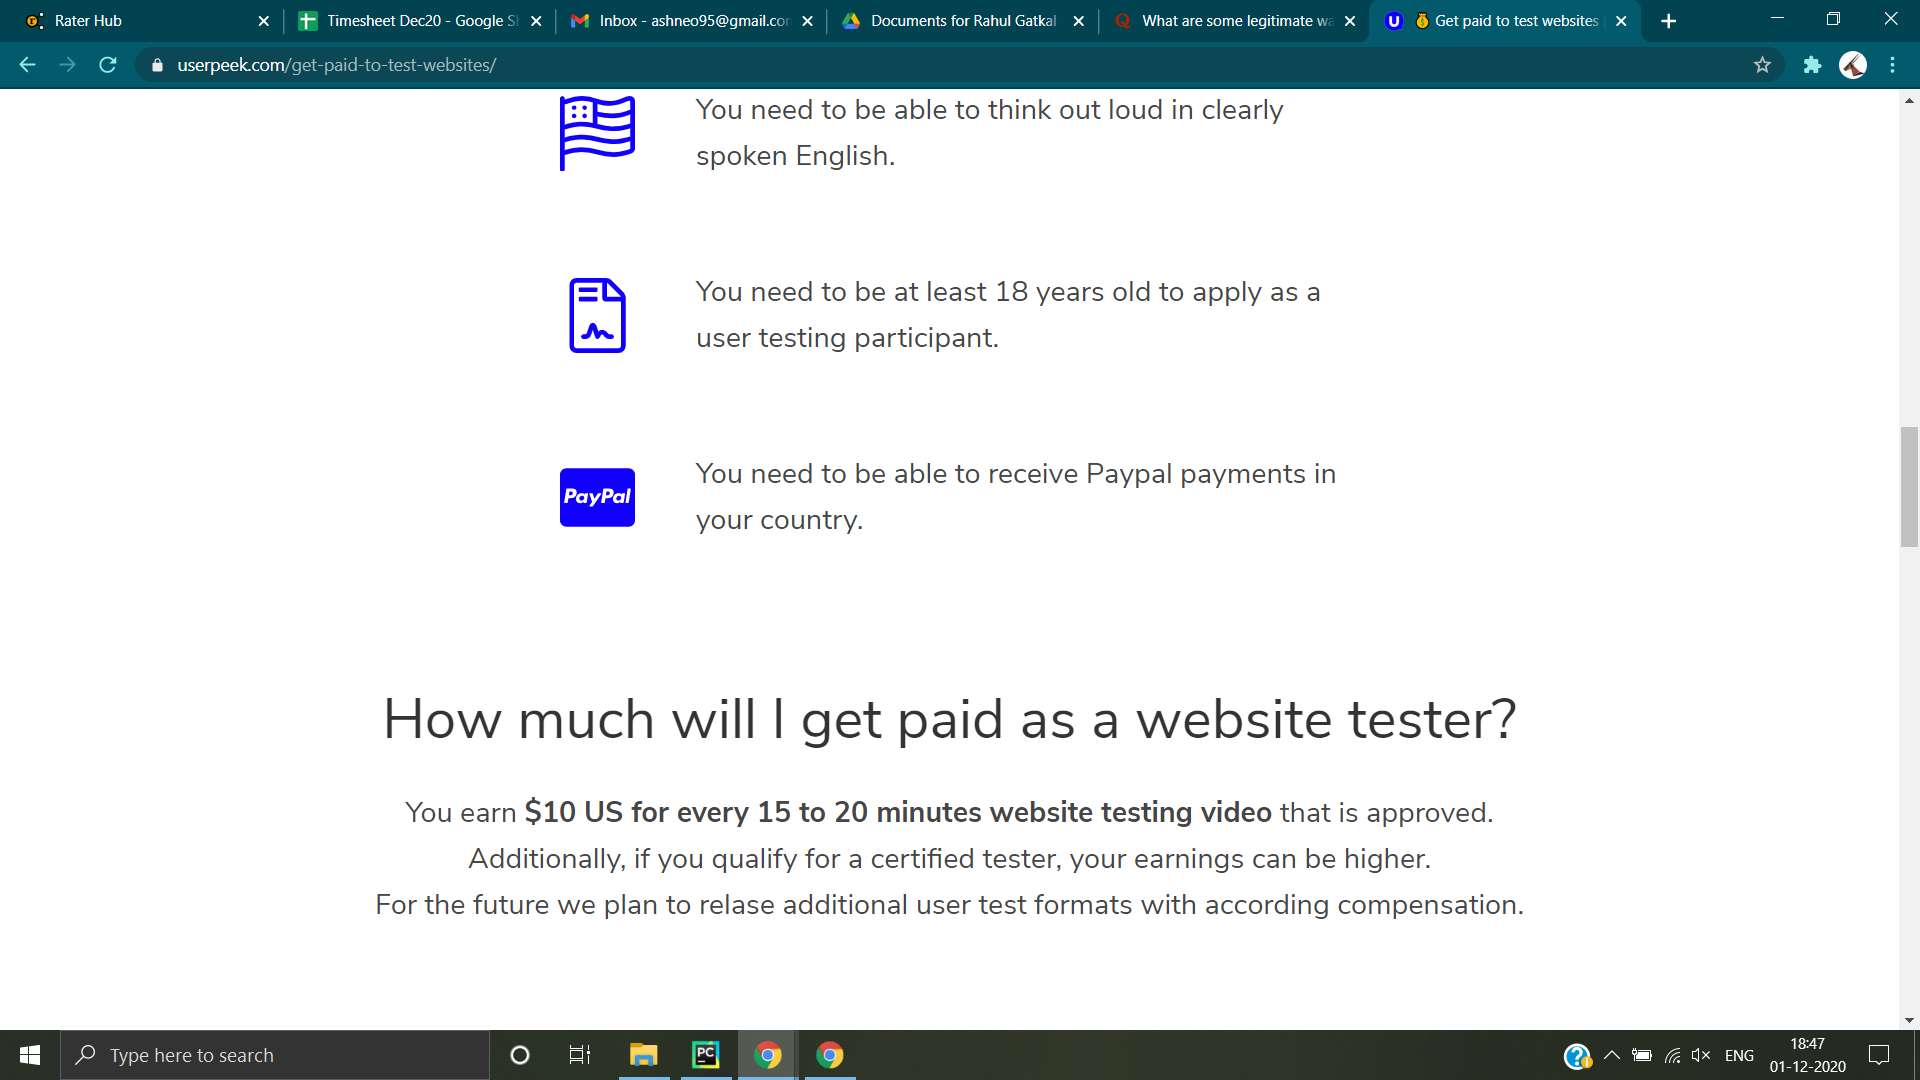 Rater Hub
Timesheet Dec20 - Google S
Inbox - ashneo95@gmail.co
Documents for Rahul Gatkal
What are some legitimate wa
Get paid to test websites
userpeek.com/get-paid-to-test-websites/
You need to be able to think out loud in clearly
spoken English.
You need to be at least 18 years old to apply as a
user testing participant.
PayPal
You need to be able to receive Paypal payments in
your country.
How much will I get paid as a website tester?
You earn $10 US for every 15 to 20 minutes website testing video that is approved.
Additionally, if you qualify for a certified tester, your earnings can be higher.
For the future we plan to relase additional user test formats with according compensation.
Type here to search
PC
ENG
18:47
01-12-2020